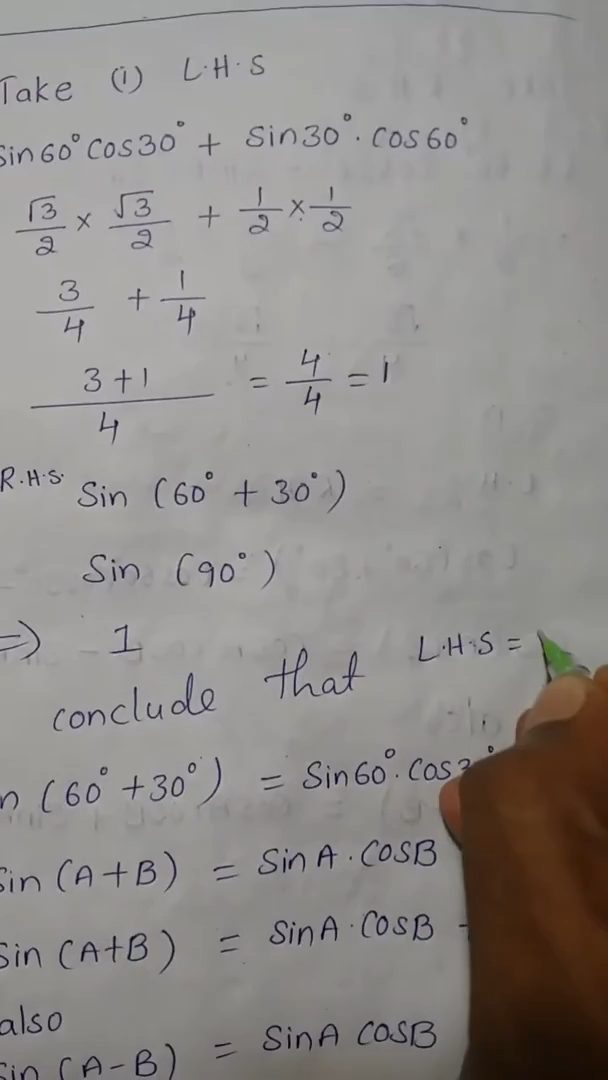 Take (i) L.H.S
sin60° cos30° + sin30°. cos60°
√3/2 × √3/2 + 1/2 × 1/2
3/4 + 1/4
3+1/4 = 4/4 = 1
R.H.S. Sin (60° + 30°)
Sin (90°)
=) 1
conclude that L.H.S =
n (60° + 30°) = Sin60°. Cos
Sin (A+B) = SinA . COSB
Sin (A+B) = SinA . COSB
also
Sin (A-B) = SinA COSB